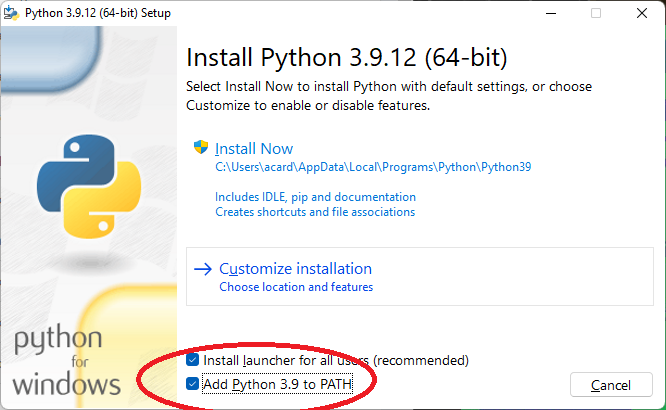 Python 3.9.12 (64-bit) Setup
Install Python 3.9.12 (64-bit)
Select Install Now to install Python with default settings, or choose
Customize to enable or disable features.
Install Now
C:\Users\acard\AppData\Local\Programs\Python\Python39
Includes IDLE, pip and documentation
Creates shortcuts and file associations
Customize installation
Choose location and features
python
for
windows
Install launcher for all users (recommended)
Add Python 3.9 to PATH
Cancel